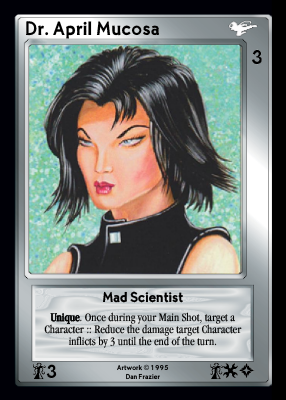 Dr. April Mucosa
3
Mad Scientist
Unique. Once during your Main Shot, target a
Character :: Reduce the damage target Character
inflicts by 3 until the end of the turn.
3
Artwork © 1995
Dan Frazier